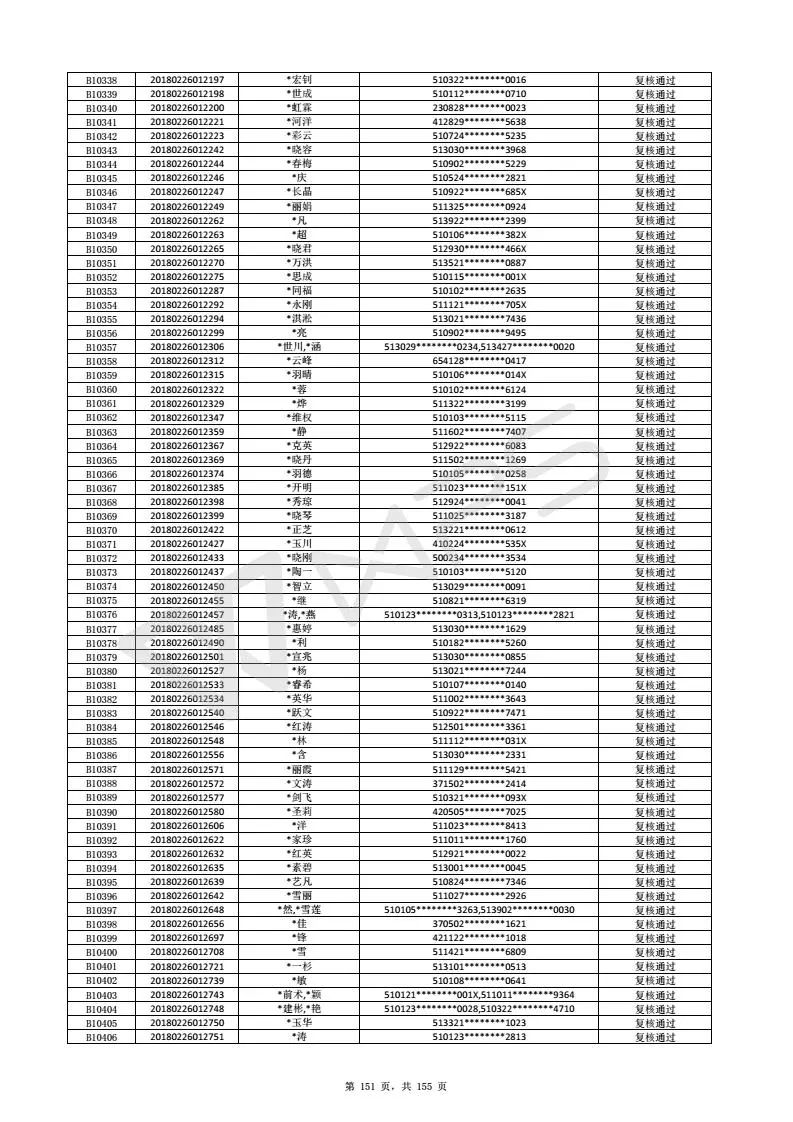 B10338 20180226012197 *宏钊 510322********0016 复核通过
B10339 20180226012198 *世成 510112********0710 复核通过
B10340 20180226012200 *虹霖 230828********0023 复核通过
B10341 20180226012221 *河洋 412829********5638 复核通过
B10342 20180226012223 *彩云 510724********5235 复核通过
B10343 20180226012242 *晓容 513030********3968 复核通过
B10344 20180226012244 *春梅 510902********5229 复核通过
B10345 20180226012246 *庆 510524********2821 复核通过
B10346 20180226012247 *长晶 510922********685X 复核通过
B10347 20180226012249 *丽娟 511325********0924 复核通过
B10348 20180226012262 *凡 513922********2399 复核通过
B10349 20180226012263 *超 510106********382X 复核通过
B10350 20180226012265 *晓君 512930********466X 复核通过
B10351 20180226012270 *万洪 513521********0887 复核通过
B10352 20180226012275 *思成 510115********001X 复核通过
B10353 20180226012287 *同福 510102********2635 复核通过
B10354 20180226012292 *永刚 511121********705X 复核通过
B10355 20180226012294 *淇淞 513021********7436 复核通过
B10356 20180226012299 *亮 510902********9495 复核通过
B10357 20180226012306 *世川,*涵 513029********0234,513427********0020 复核通过
B10358 20180226012312 *云峰 654128********0417 复核通过
B10359 20180226012315 *羽晴 510106********014X 复核通过
B10360 20180226012322 *蓉 510102********6124 复核通过
B10361 20180226012329 *烨 511322********3199 复核通过
B10362 20180226012347 *维权 510103********5115 复核通过
B10363 20180226012359 *静 511602********7407 复核通过
B10364 20180226012367 *克英 512922********6083 复核通过
B10365 20180226012369 *晓丹 511502********1269 复核通过
B10366 20180226012374 *羽德 510105********0258 复核通过
B10367 20180226012385 *开明 511023********151X 复核通过
B10368 20180226012398 *秀琼 512924********0041 复核通过
B10369 20180226012399 *晓琴 511025********3187 复核通过
B10370 20180226012422 *正芝 513221********0612 复核通过
B10371 20180226012427 *玉川 410224********535X 复核通过
B10372 20180226012433 *晓刚 500234********3534 复核通过
B10373 20180226012437 *陶一 510103********5120 复核通过
B10374 20180226012450 *智立 513029********0091 复核通过
B10375 20180226012455 *继 510821********6319 复核通过
B10376 20180226012457 *涛,*燕 510123********0313,510123********2821 复核通过
B10377 20180226012485 *惠婷 513030********1629 复核通过
B10378 20180226012490 *利 510182********5260 复核通过
B10379 20180226012501 *宣兆 513030********0855 复核通过
B10380 20180226012527 *杨 513021********7244 复核通过
B10381 20180226012533 *睿希 510107********0140 复核通过
B10382 20180226012534 *英华 511002********3643 复核通过
B10383 20180226012540 *跃文 510922********7471 复核通过
B10384 20180226012546 *红涛 512501********3361 复核通过
B10385 20180226012548 *林 511112********031X 复核通过
B10386 20180226012556 *含 513030********2331 复核通过
B10387 20180226012571 *丽霞 511129********5421 复核通过
B10388 20180226012572 *文涛 371502********2414 复核通过
B10389 20180226012577 *剑飞 510321********093X 复核通过
B10390 20180226012580 *圣莉 420505********7025 复核通过
B10391 20180226012606 *洋 511023********8413 复核通过
B10392 20180226012622 *家珍 511011********1760 复核通过
B10393 20180226012632 *红英 512921********0022 复核通过
B10394 20180226012635 *素碧 513001********0045 复核通过
B10395 20180226012639 *艺凡 510824********7346 复核通过
B10396 20180226012642 *雪丽 511027********2926 复核通过
B10397 20180226012648 *然,*雪莲 510105********3263,513902********0030 复核通过
B10398 20180226012656 *佳 370502********1621 复核通过
B10399 20180226012697 *锋 421122********1018 复核通过
B10400 20180226012708 *雪 511421********6809 复核通过
B10401 20180226012721 *一杉 513101********0513 复核通过
B10402 20180226012739 *敏 510108********0641 复核通过
B10403 20180226012743 *前术,*颖 510121********001X,511011********9364 复核通过
B10404 20180226012748 *建彬,*艳 510123********0028,510322********4710 复核通过
B10405 20180226012750 *玉华 513321********1023 复核通过
B10406 20180226012751 *涛 510123********2813 复核通过
第 151 页，共 155 页